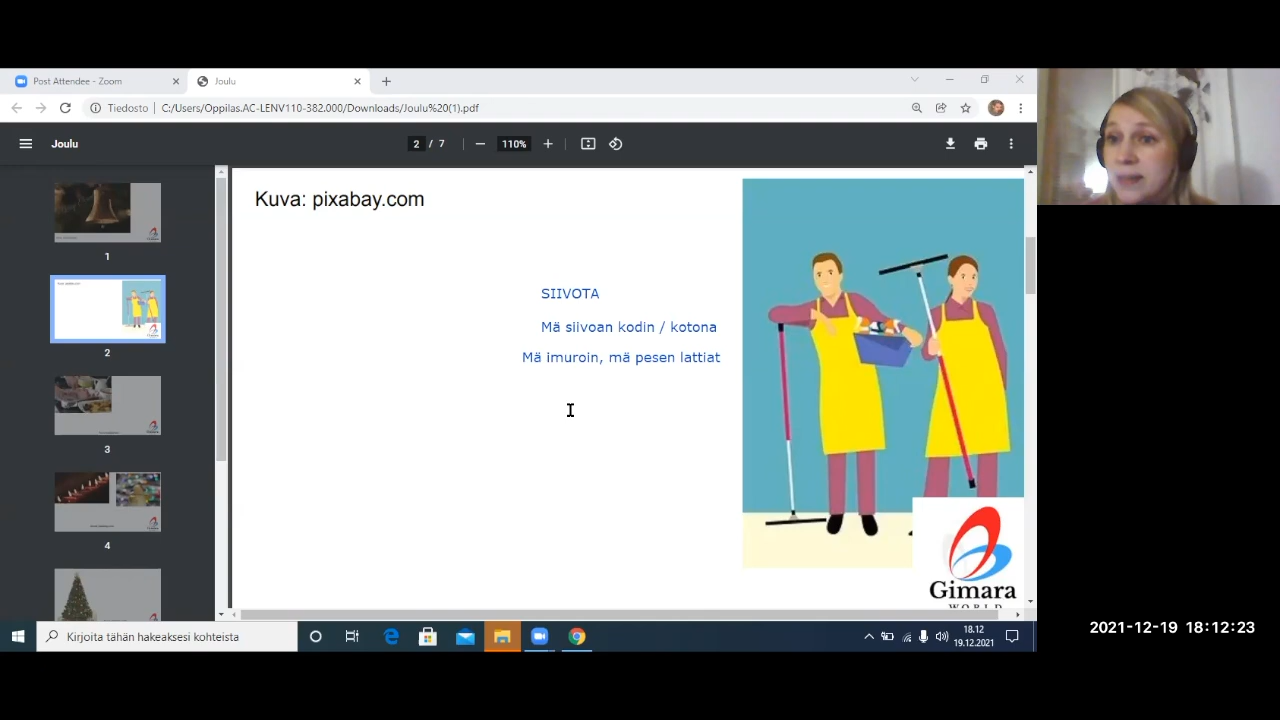 Post Attendee - Zoom
Joulu
Tiedosto
C:/Users/Oppilas.AC-LENV110-382.000/Downloads/Joulu%20(1).pdf
Joulu
2 / 7
110%
1
2
3
4
Kuva: pixabay.com
SIIVOTA
Mä siivoan kodin / kotona
Mä imuroin, mä pesen lattiat
Gimara
WORLD
Kirjoita tähän hakeaksesi kohteista
18.12
19.12.2021
2021-12-19 18:12:23